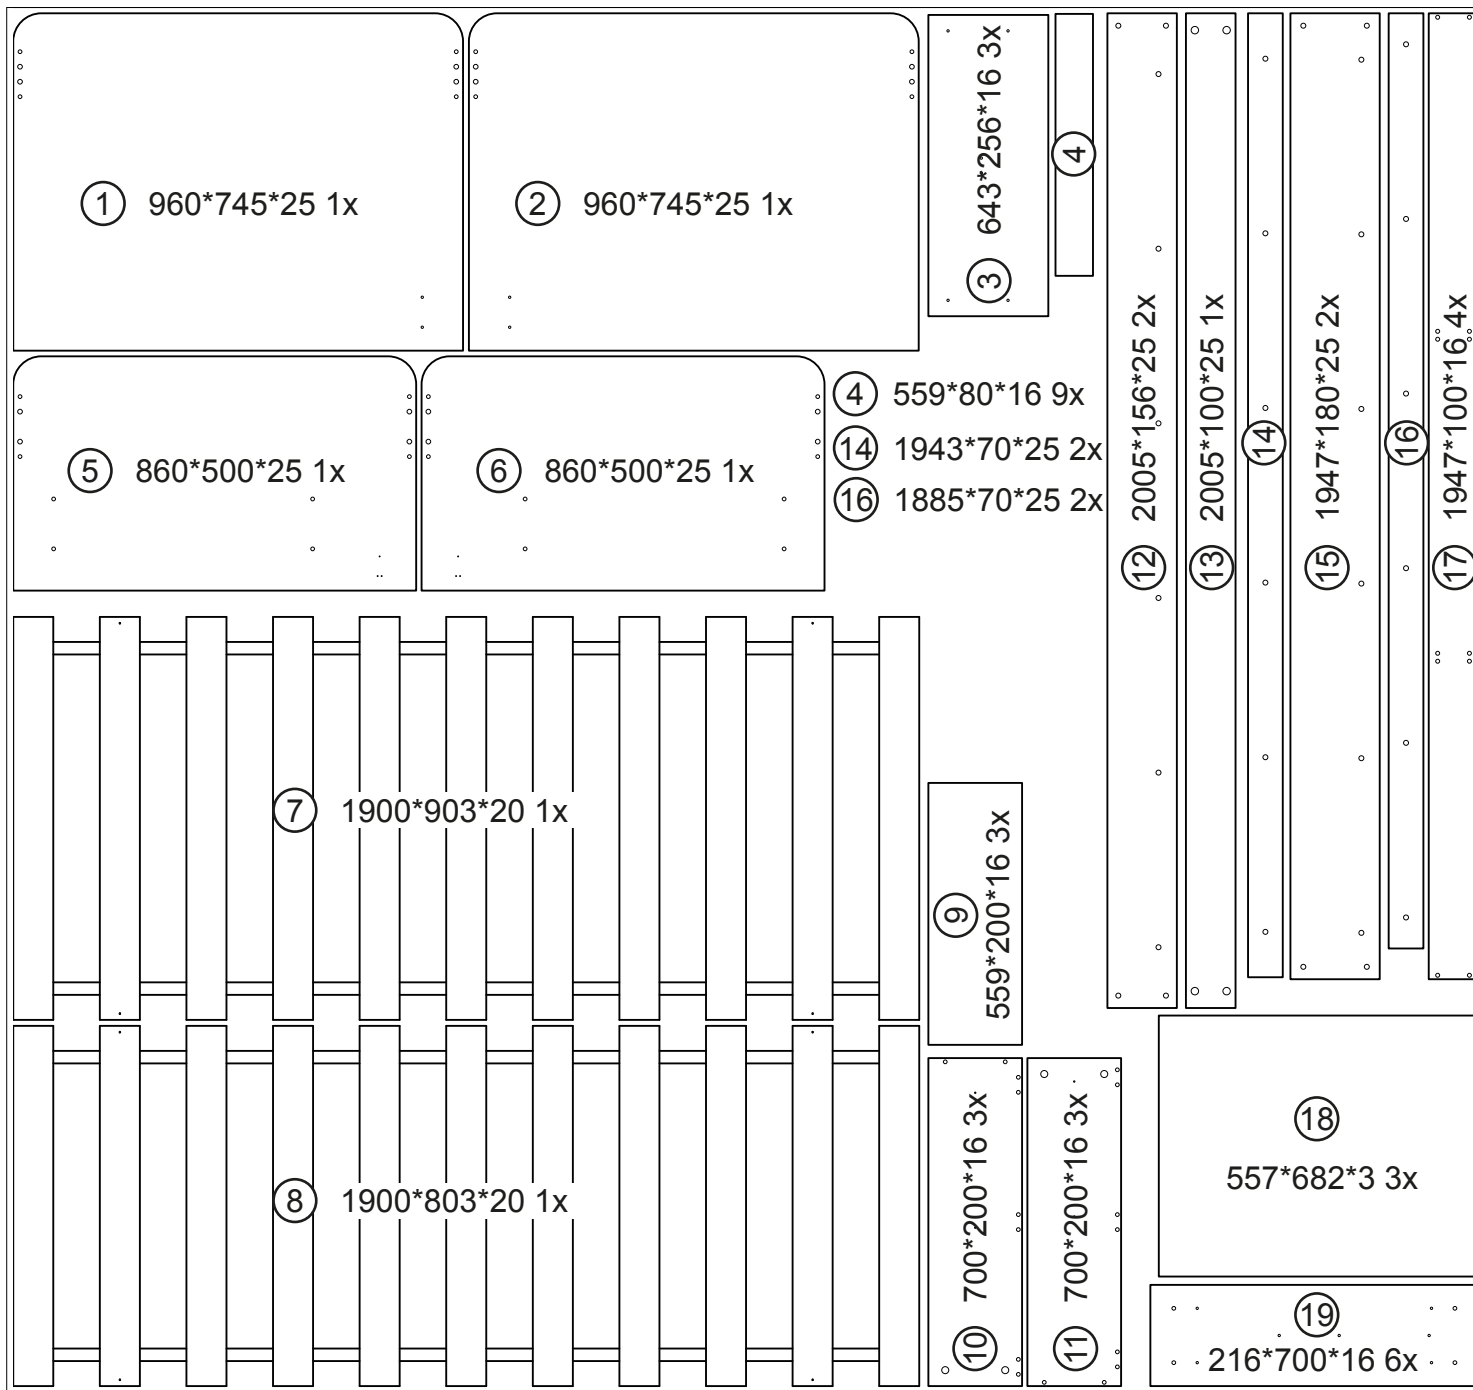 1 960*745*25 1x
2 960*745*25 1x
3 643*256*16 3x
4
5 860*500*25 1x
6 860*500*25 1x
4 559*80*16 9x
14 1943*70*25 2x
16 1885*70*25 2x
7 1900*903*20 1x
8 1900*803*20 1x
9 559*200*16 3x
10 700*200*16 3x
11 700*200*16 3x
12 2005*156*25 2x
13 2005*100*25 1x
14
15 1947*180*25 2x
16
17 1947*100*16 4x
18
557*682*3 3x
19
216*700*16 6x